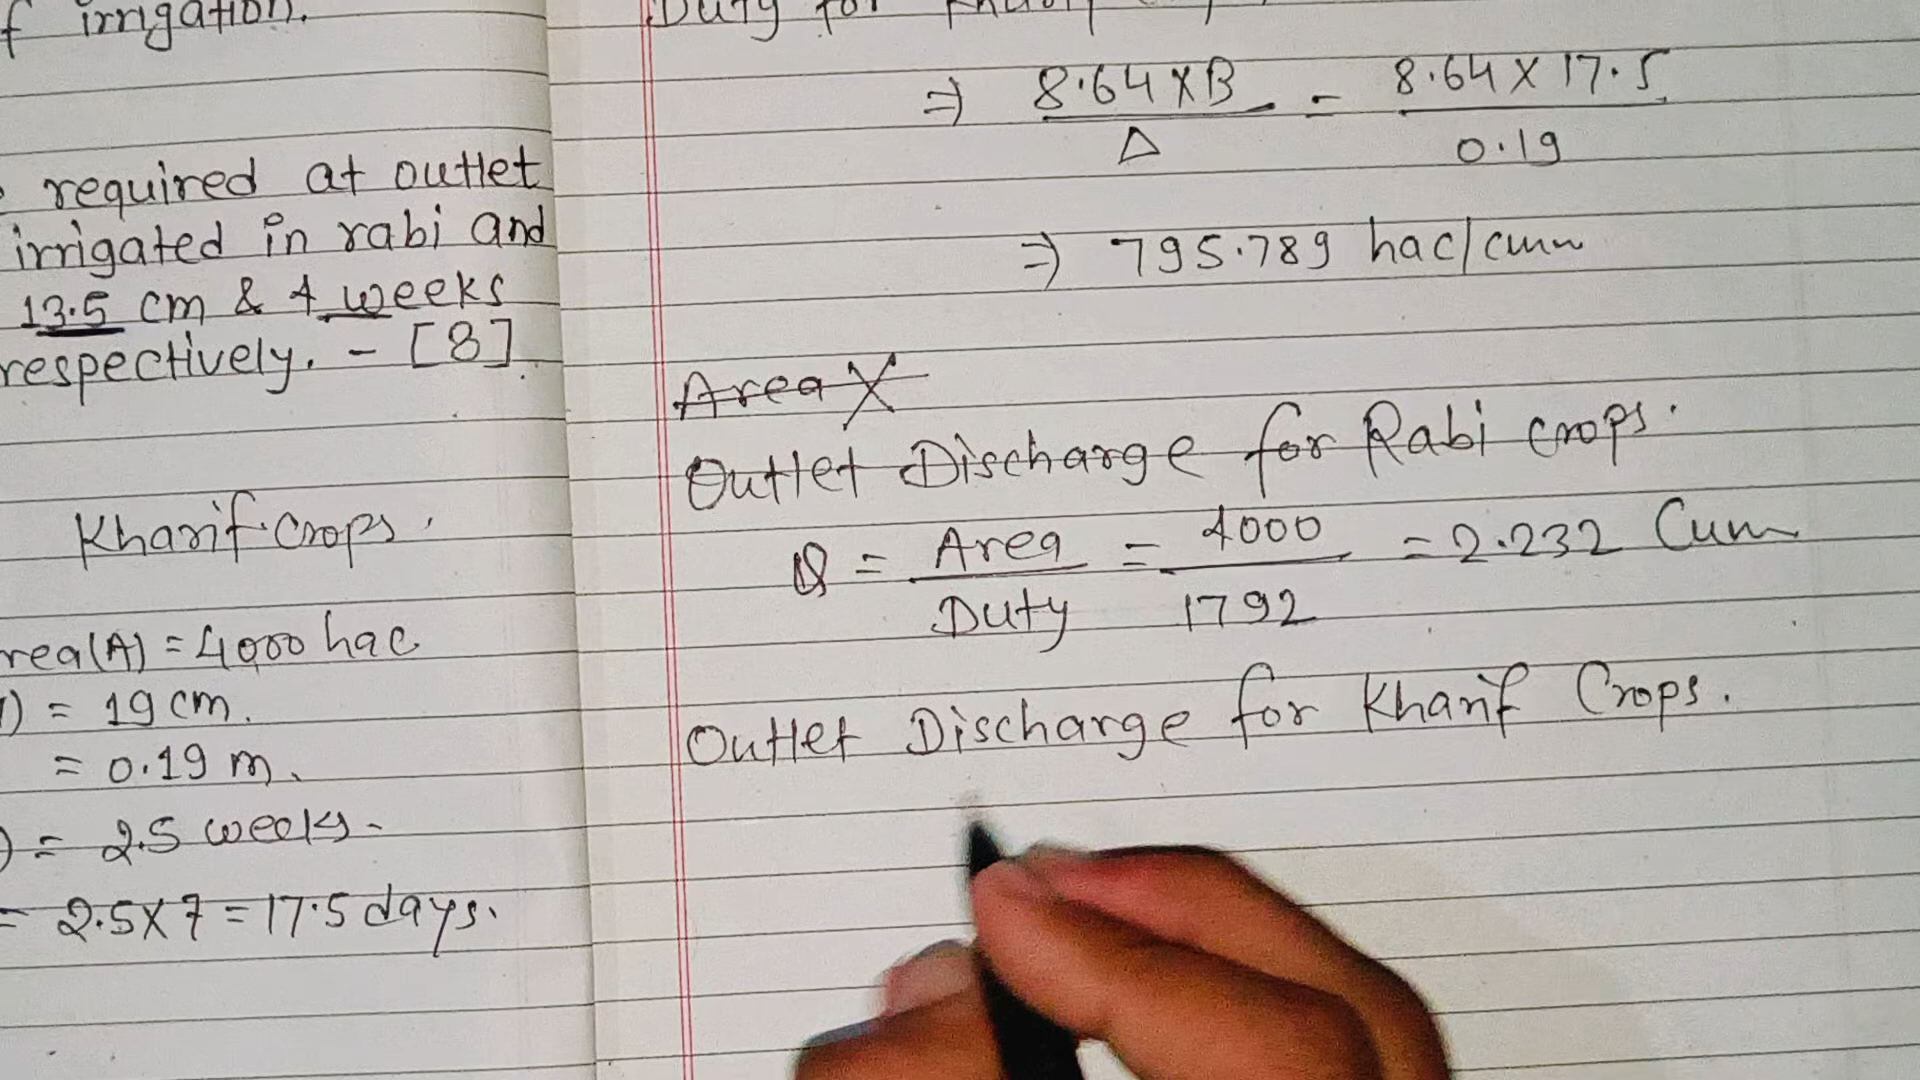 f irrigation.
required at outlet
irrigated in rabi and
13.5 cm & 4 weeks
respectively. - [8]
Kharif Crops.
rea(A) = 4000 hac
) = 19 cm.
= 0.19 m.
) = 2.5 weeks.
= 2.5 X 7 = 17.5 days.
Duty for
⇒ 8.64 X B / Δ = 8.64 X 17.5 / 0.19
⇒ 795.789 hac/cum
Outlet Discharge for Rabi crops.
Q = Area / Duty = 4000 / 1792 = 2.232 Cum
Outlet Discharge for Kharif Crops.